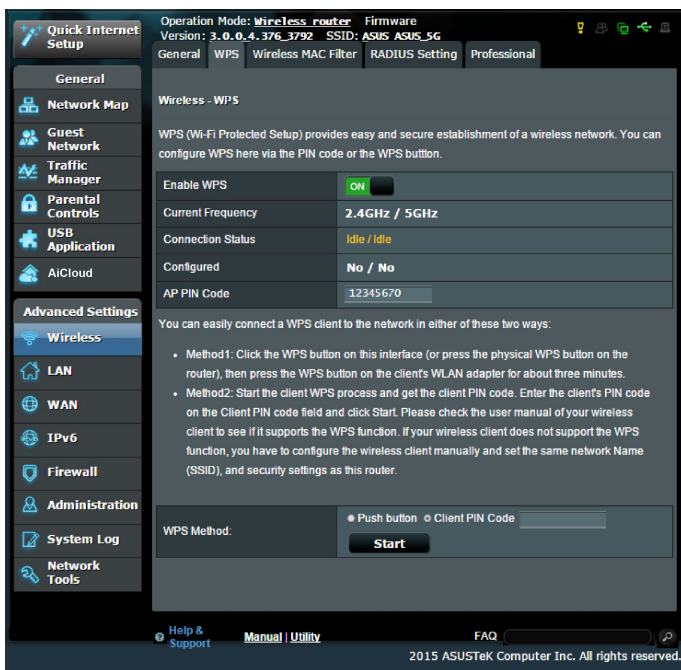 Quick Internet
Setup
Operation Mode: Wireless router Firmware
Version: 3.0.0.4.376_3792 SSID: ASUS ASUS_5G
General WPS Wireless MAC Filter RADIUS Setting Professional
General
Network Map
Guest
Network
Traffic
Manager
Parental
Controls
USB
Application
AiCloud
Advanced Settings
Wireless
LAN
WAN
IPv6
Firewall
Administration
System Log
Network
Tools
Wireless - WPS
WPS (Wi-Fi Protected Setup) provides easy and secure establishment of a wireless network. You can
configure WPS here via the PIN code or the WPS buttton.
Enable WPS ON
Current Frequency 2.4GHz / 5GHz
Connection Status Idle / Idle
Configured No / No
AP PIN Code 12345670
You can easily connect a WPS client to the network in either of these two ways:
• Method1: Click the WPS button on this interface (or press the physical WPS button on the
router), then press the WPS button on the client's WLAN adapter for about three minutes.
• Method2: Start the client WPS process and get the client PIN code. Enter the client's PIN code
on the Client PIN code field and click Start. Please check the user manual of your wireless
client to see if it supports the WPS function. If your wireless client does not support the WPS
function, you have to configure the wireless client manually and set the same network Name
(SSID), and security settings as this router.
WPS Method: Push button Client PIN Code
Start
Help &
Support
Manual | Utility
FAQ
2015 ASUSTeK Computer Inc. All rights reserved.